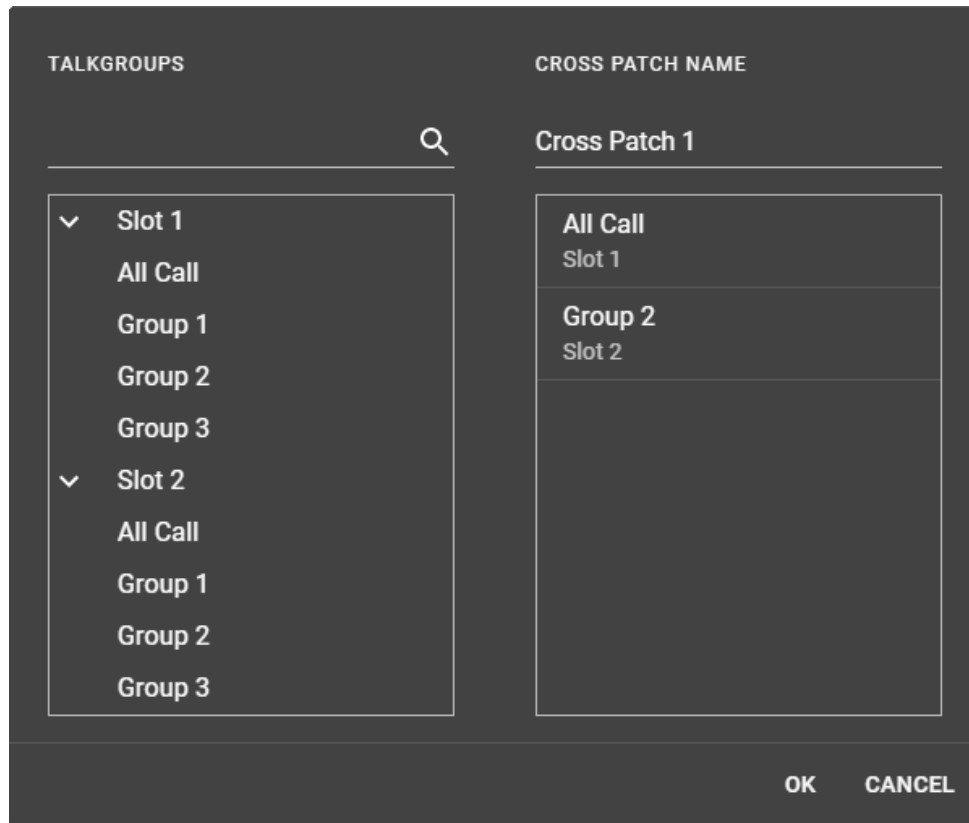 TALKGROUPS
Slot 1
All Call
Group 1
Group 2
Group 3
Slot 2
All Call
Group 1
Group 2
Group 3
CROSS PATCH NAME
Cross Patch 1
All Call
Slot 1
Group 2
Slot 2
OK
CANCEL